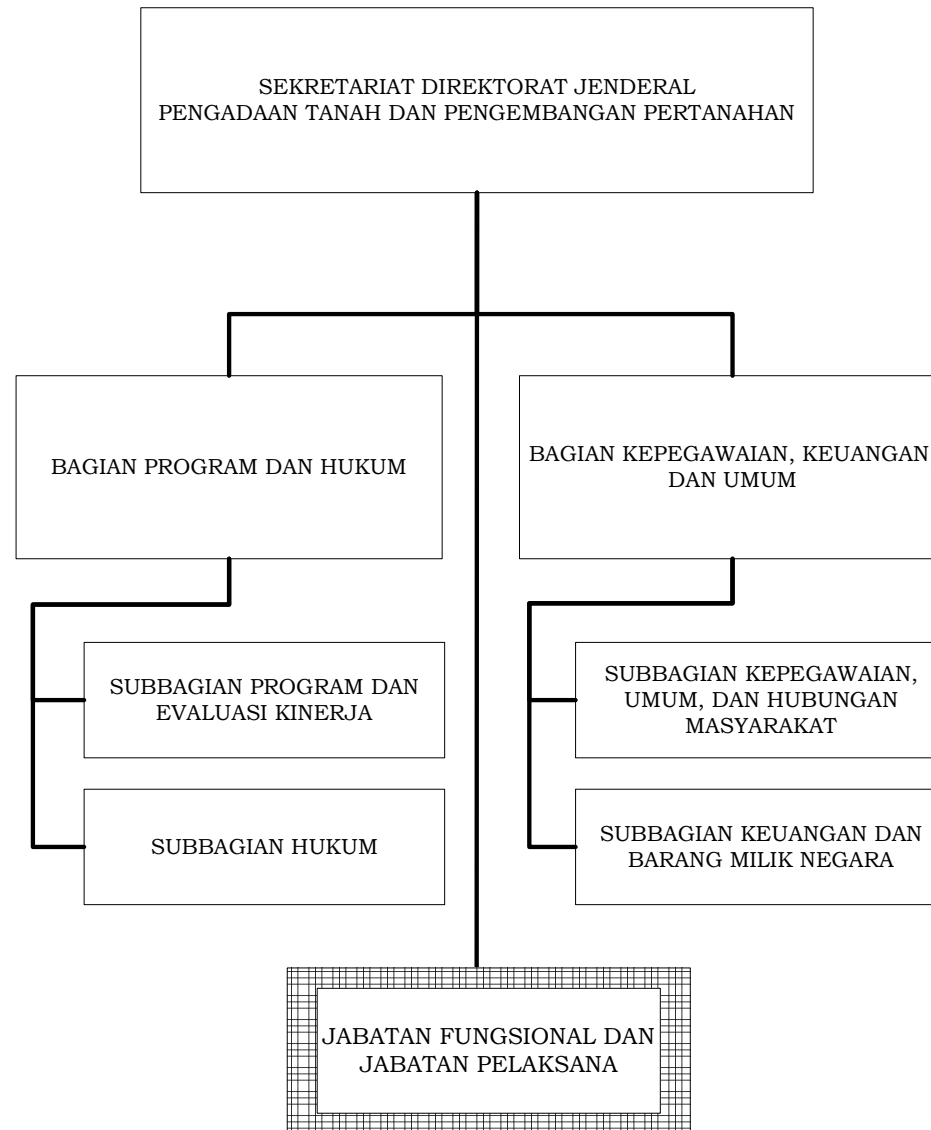 SEKRETARIAT DIREKTORAT JENDERAL
PENGADAAN TANAH DAN PENGEMBANGAN PERTANAHAN
BAGIAN PROGRAM DAN HUKUM
BAGIAN KEPEGAWAIAN, KEUANGAN
DAN UMUM
SUBBAGIAN PROGRAM DAN
EVALUASI KINERJA
SUBBAGIAN HUKUM
SUBBAGIAN KEPEGAWAIAN,
UMUM, DAN HUBUNGAN
MASYARAKAT
SUBBAGIAN KEUANGAN DAN
BARANG MILIK NEGARA
JABATAN FUNGSIONAL DAN
JABATAN PELAKSANA